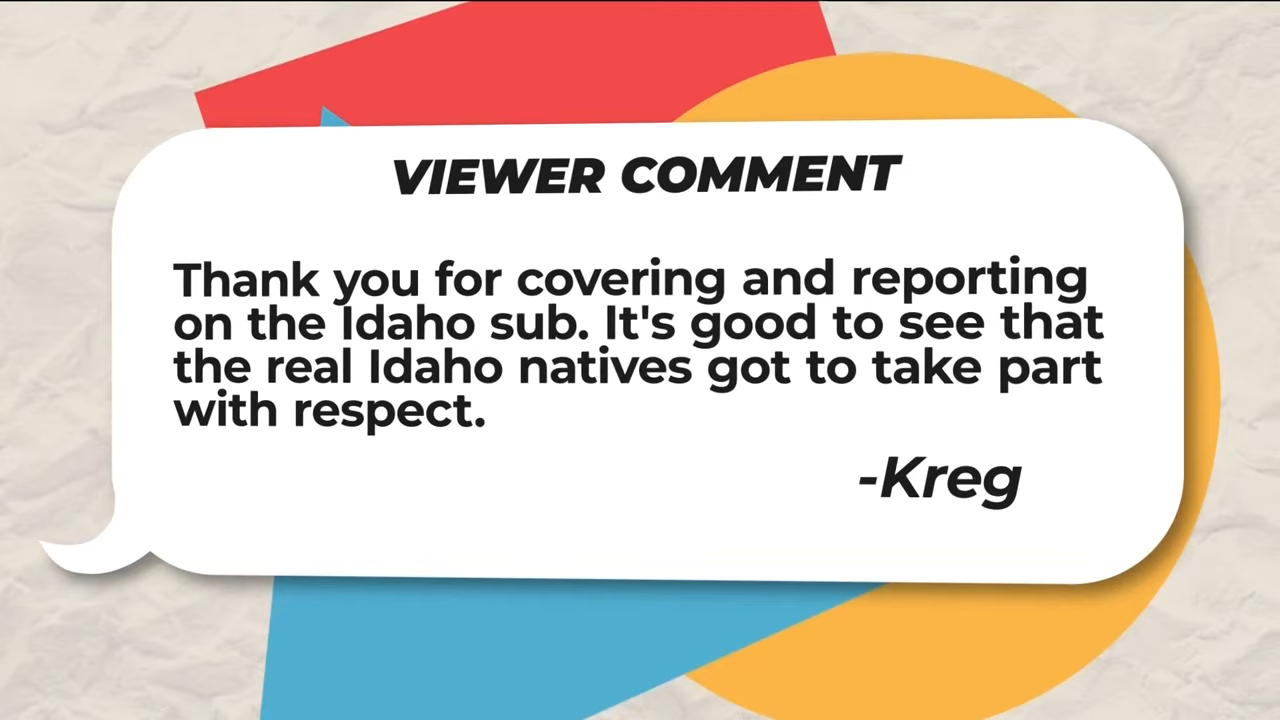 VIEWER COMMENT
Thank you for covering and reporting
on the Idaho sub. It's good to see that
the real Idaho natives got to take part
with respect.
-Kreg